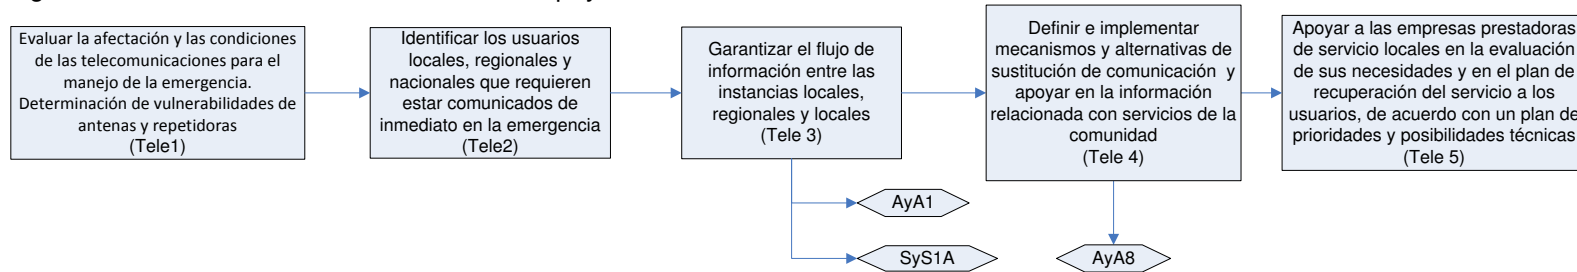 Evaluar la afectación y las condiciones
de las telecomunicaciones para el
manejo de la emergencia.
Determinación de vulnerabilidades de
antenas y repetidoras
(Tele1)
Identificar los usuarios
locales, regionales y
nacionales que requieren
estar comunicados de
inmediato en la emergencia
(Tele2)
Garantizar el flujo de
información entre las
instancias locales,
regionales y locales
(Tele 3)
Definir e implementar
mecanismos y alternativas de
sustitución de comunicación y
apoyar en la información
relacionada con servicios de la
comunidad
(Tele 4)
Apoyar a las empresas prestadoras
de servicio locales en la evaluación
de sus necesidades y en el plan de
recuperación del servicio a los
usuarios, de acuerdo con un plan de
prioridades y posibilidades técnicas
(Tele 5)
AyA1
SyS1A
AyA8